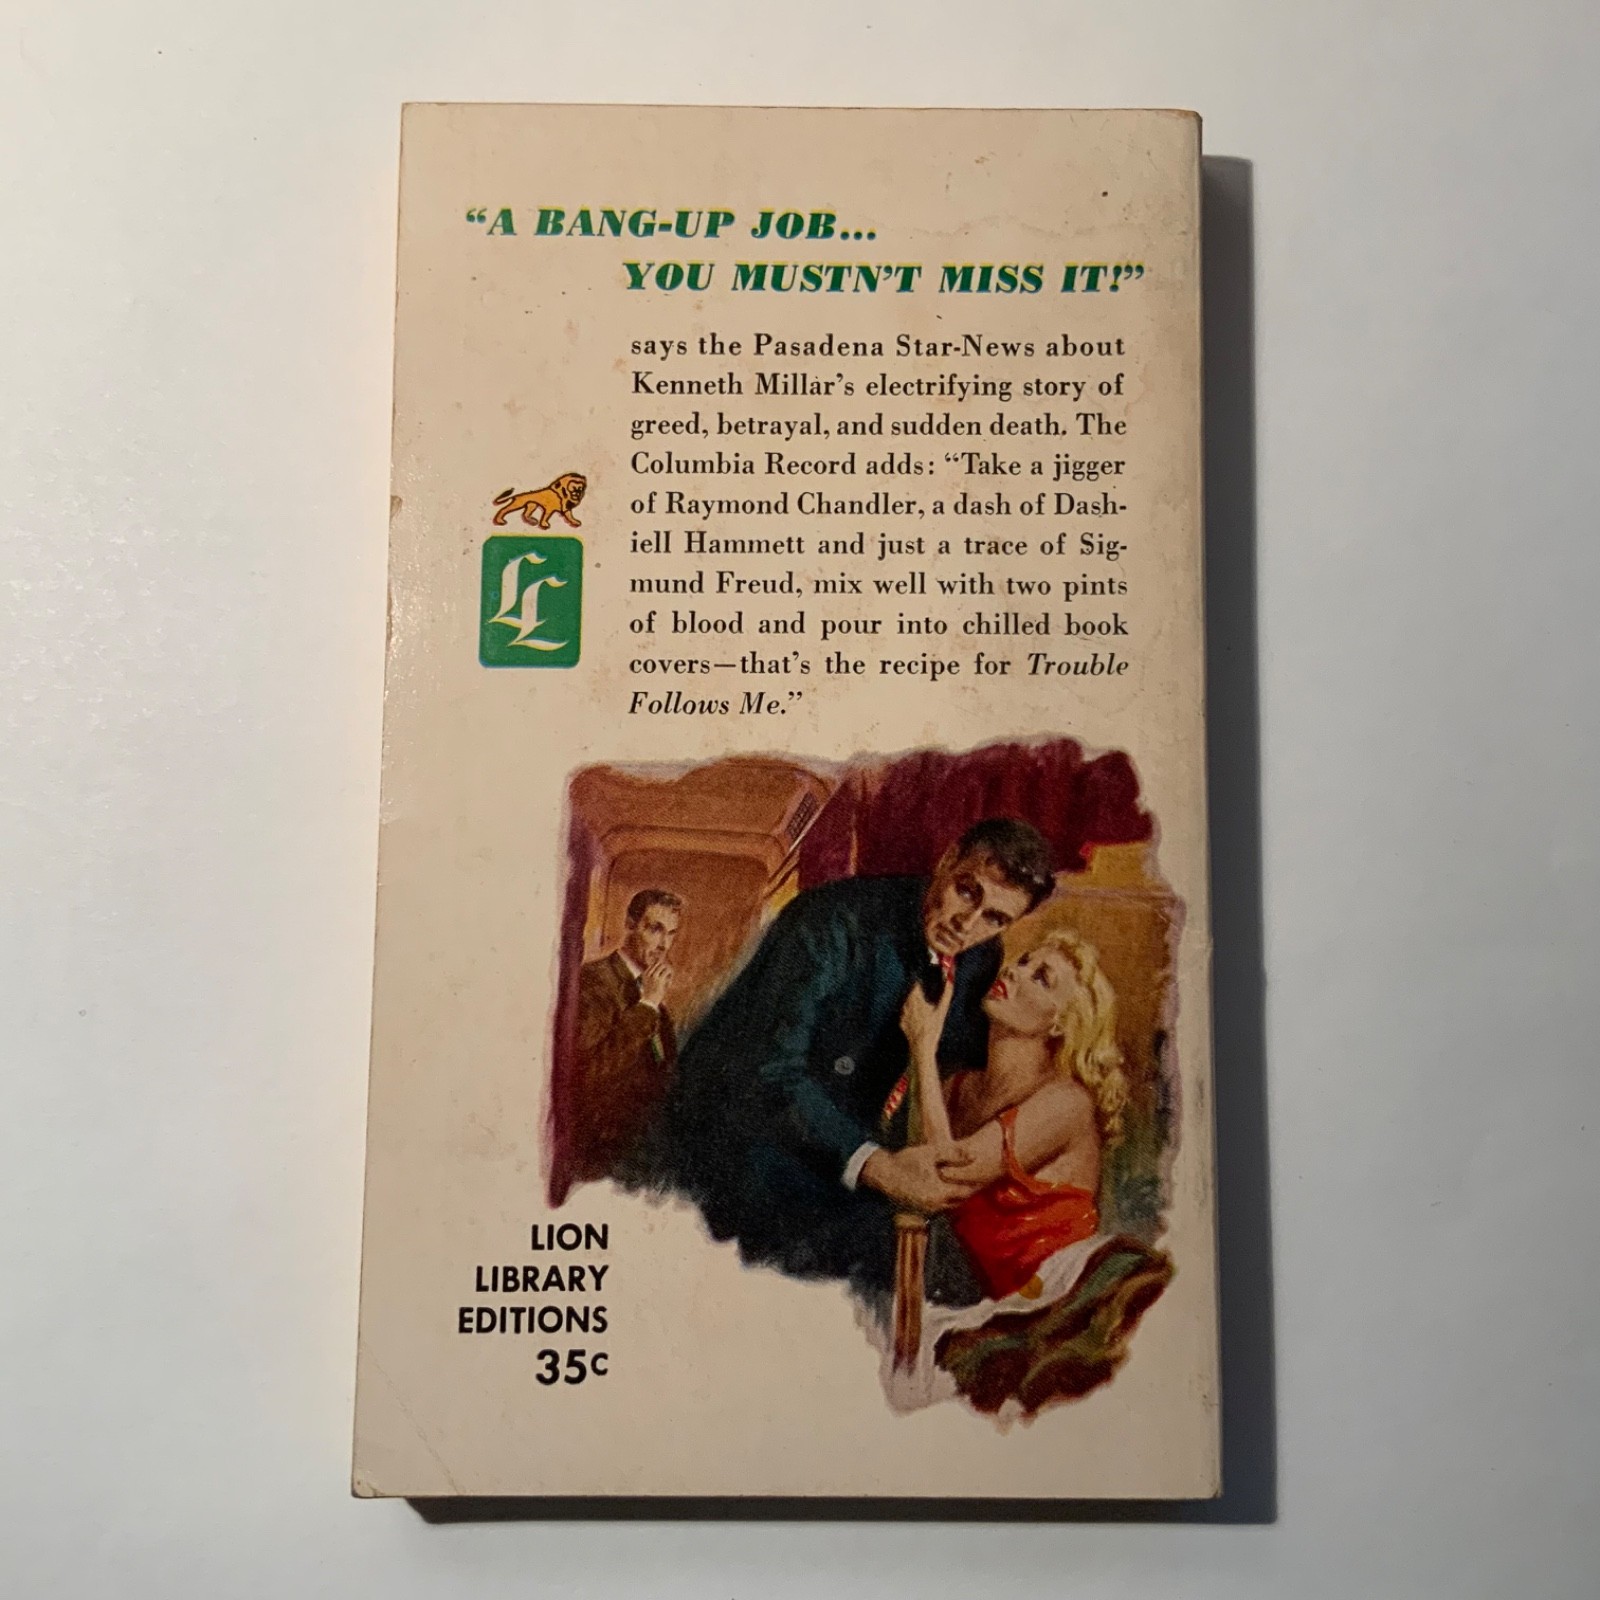 “A BANG-UP JOB...
YOU MUSTN’T MISS IT!”
says the Pasadena Star-News about
Kenneth Millar’s electrifying story of
greed, betrayal, and sudden death. The
Columbia Record adds: “Take a jigger
of Raymond Chandler, a dash of Dash-
iell Hammett and just a trace of Sig-
mund Freud, mix well with two pints
of blood and pour into chilled book
covers—that’s the recipe for Trouble
Follows Me.”
LL
LION
LIBRARY
EDITIONS
35c